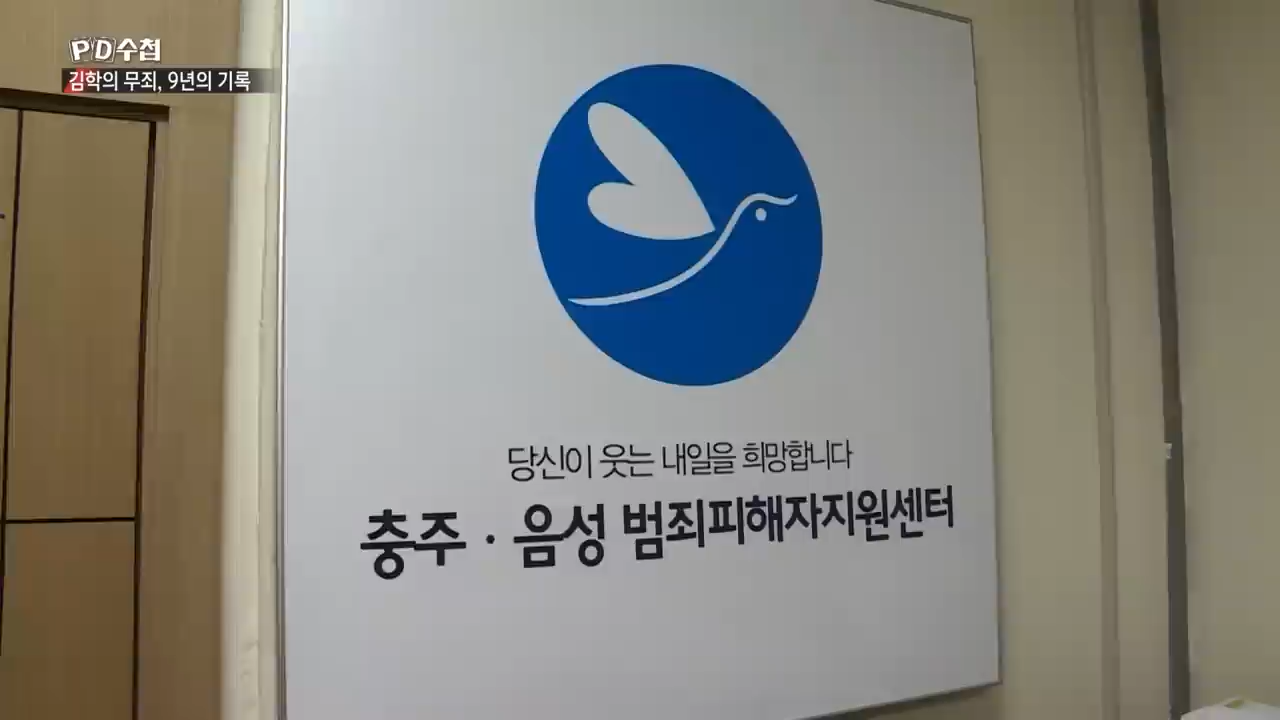 PD수첩
김학의 무죄, 9년의 기록
당신이 웃는 내일을 희망합니다
충주·음성 범죄피해자지원센터